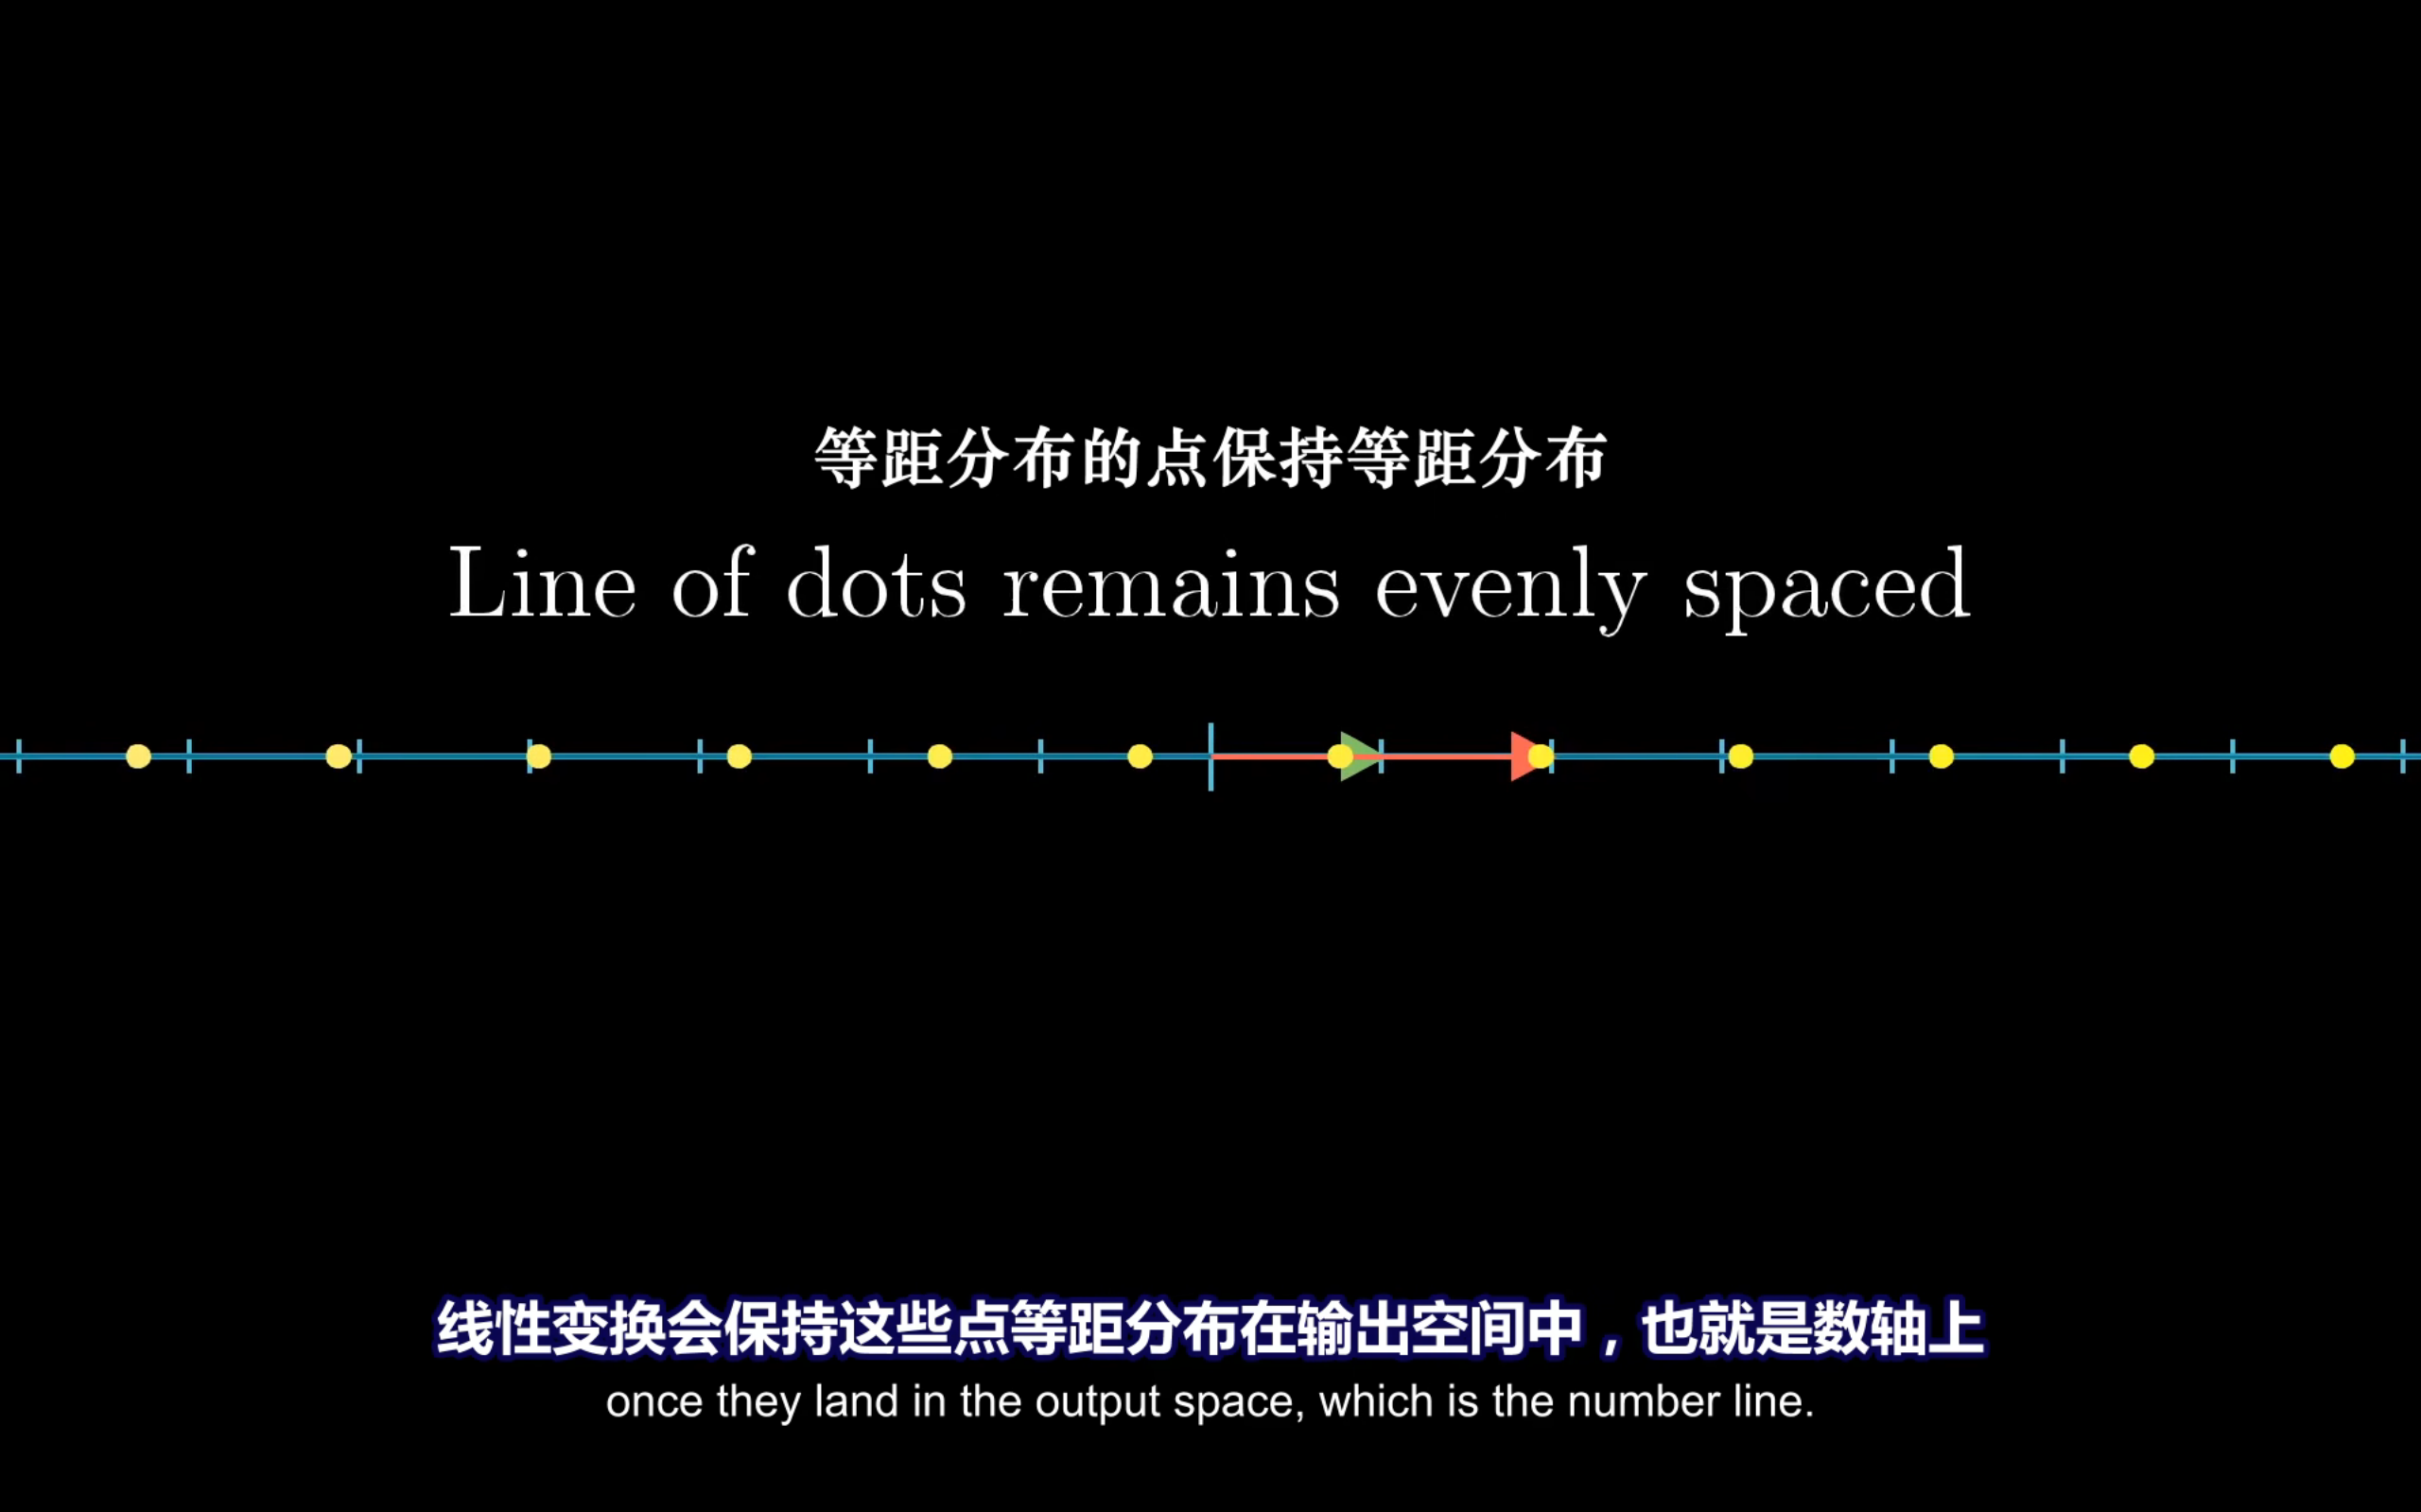 等距分布的点保持等距分布
Line of dots remains evenly spaced
线性变换会保持这些点等距分布在输出空间中，也就是数轴上
once they land in the output space, which is the number line.